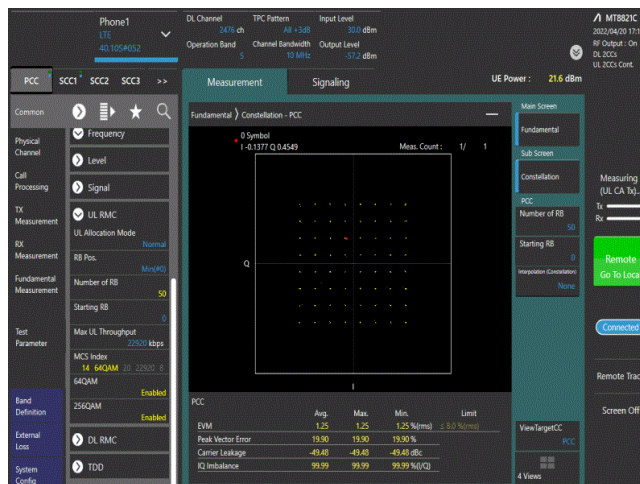 Phone1
LTE
40.10S#052
DL Channel
2476 ch
Operation Band
5
TPC Pattern
All +3dB
Channel Bandwidth
10 MHz
Input Level
30.0 dBm
Output Level
-57.2 dBm
MT8821C
2022/04/20 17:1
RF Output : On
DL 2CCs
UL 2CCs Cont.
PCC SCC1 SCC2 SCC3 >>
Measurement
Signaling
UE Power : 21.6 dBm
Common
Physical
Channel
Call
Processing
TX
Measurement
RX
Measurement
Fundamental
Measurement
Test
Parameter
Band
Definition
External
Loss
System
Config
Frequency
Level
Signal
UL RMC
UL Allocation Mode
Normal
RB Pos.
Min(#0)
Number of RB
50
Starting RB
0
Max UL Throughput
22920 kbps
MCS Index
14 64QAM 20 22920 8
64QAM
Enabled
256QAM
Enabled
DL RMC
TDD
Fundamental Constellation - PCC
0 Symbol
I -0.1377 Q 0.4549
Meas. Count : 1/ 1
Q
I
PCC
Avg. Max. Min. Limit
EVM 1.25 1.25 1.25 %(rms) ≤ 8.0 %(rms)
Peak Vector Error 19.90 19.90 19.90 %
Carrier Leakage -49.48 -49.48 -49.48 dBc
IQ Imbalance 99.99 99.99 99.99 %(I/Q)
Main Screen
Fundamental
Sub Screen
Constellation
PCC
Number of RB
50
Starting RB
0
Interpolation (Constellation)
None
ViewTargetCC
PCC
4 Views
Measuring
(UL CA Tx)...
Tx
Rx
Remote
Go To Loca
Connected
Remote Trac
Screen Off